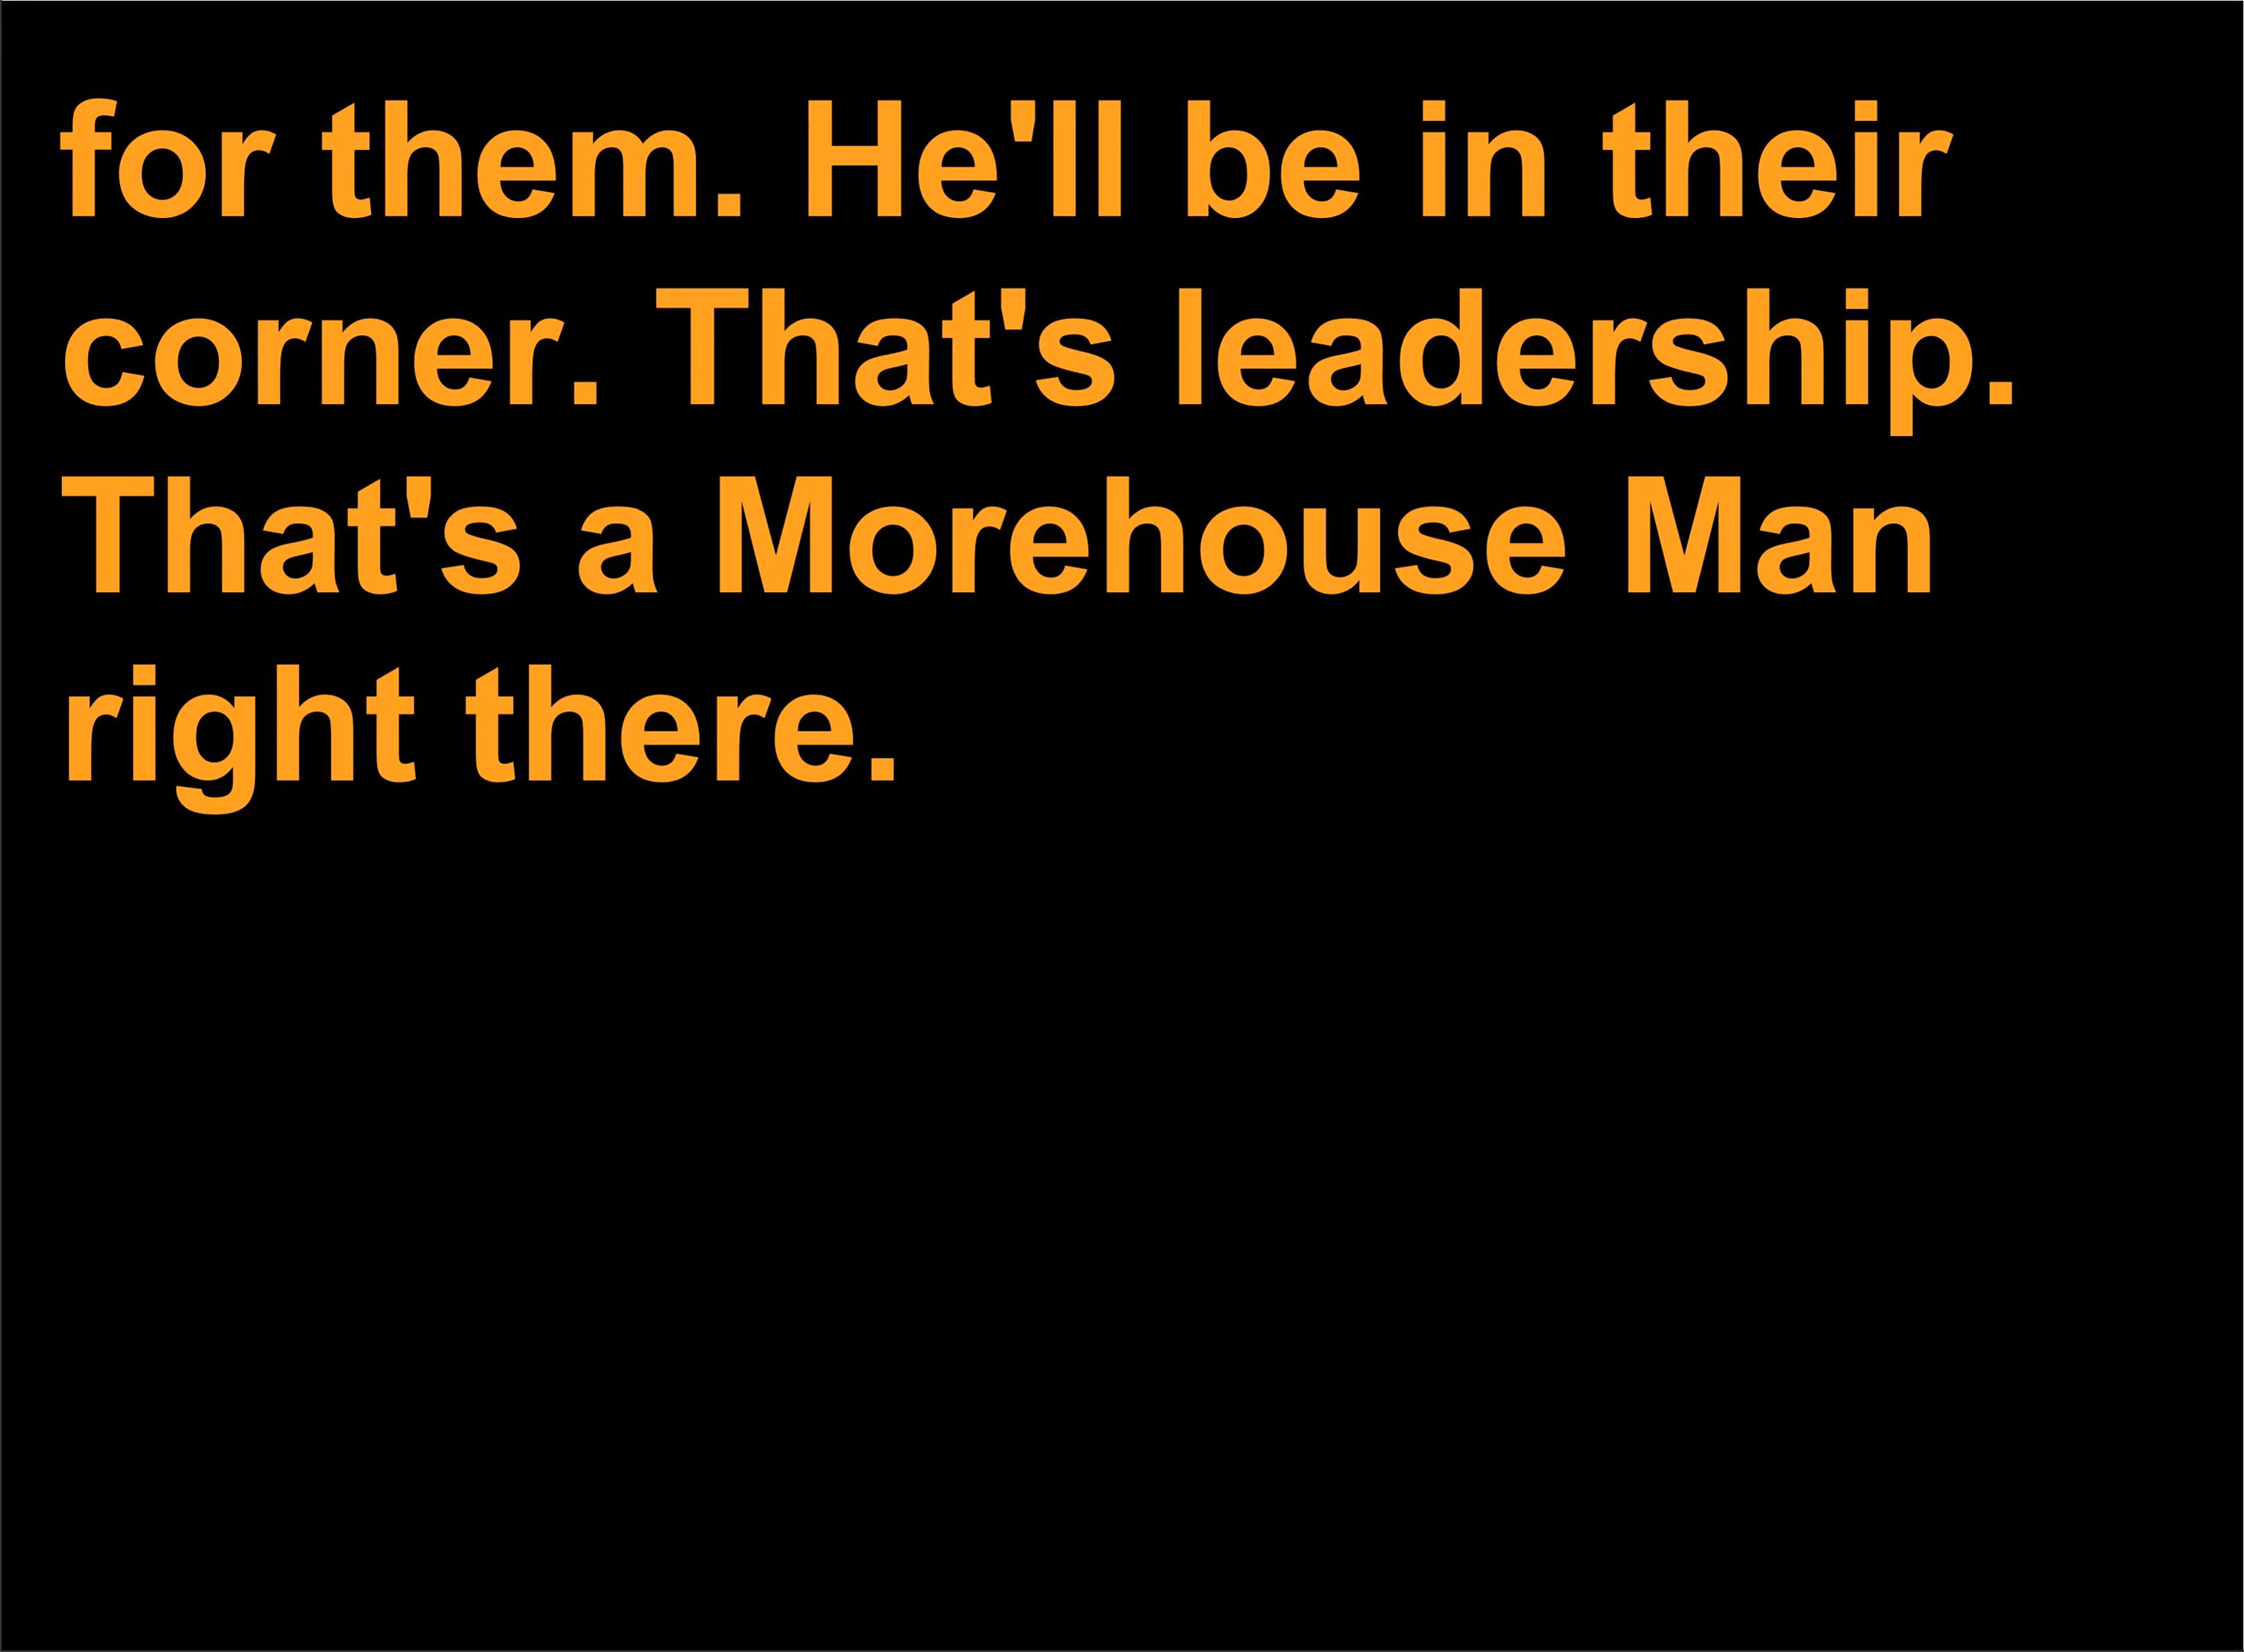 for them. He'll be in their
corner. That's leadership.
That's a Morehouse Man
right there.